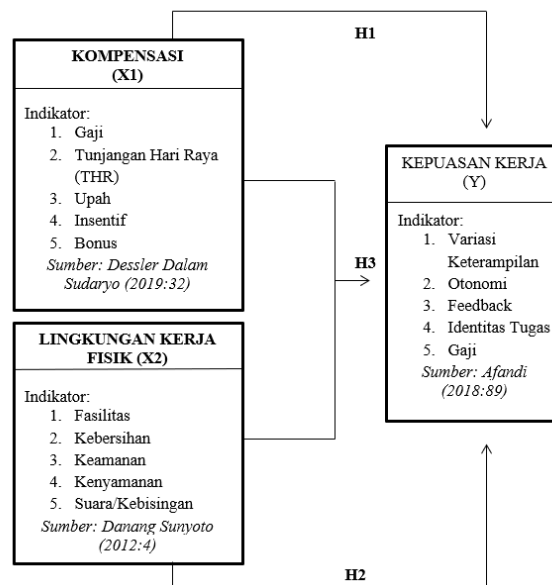 H1
KOMPENSASI
(X1)
Indikator:
1. Gaji
2. Tunjangan Hari Raya
(THR)
3. Upah
4. Insentif
5. Bonus
Sumber: Dessler Dalam
Sudaryo (2019:32)
KEPUASAN KERJA
(Y)
Indikator:
1. Variasi
Keterampilan
2. Otonomi
3. Feedback
4. Identitas Tugas
5. Gaji
Sumber: Afandi
(2018:89)
H3
LINGKUNGAN KERJA
FISIK (X2)
Indikator:
1. Fasilitas
2. Kebersihan
3. Keamanan
4. Kenyamanan
5. Suara/Kebisingan
Sumber: Danang Sunyoto
(2012:4)
H2